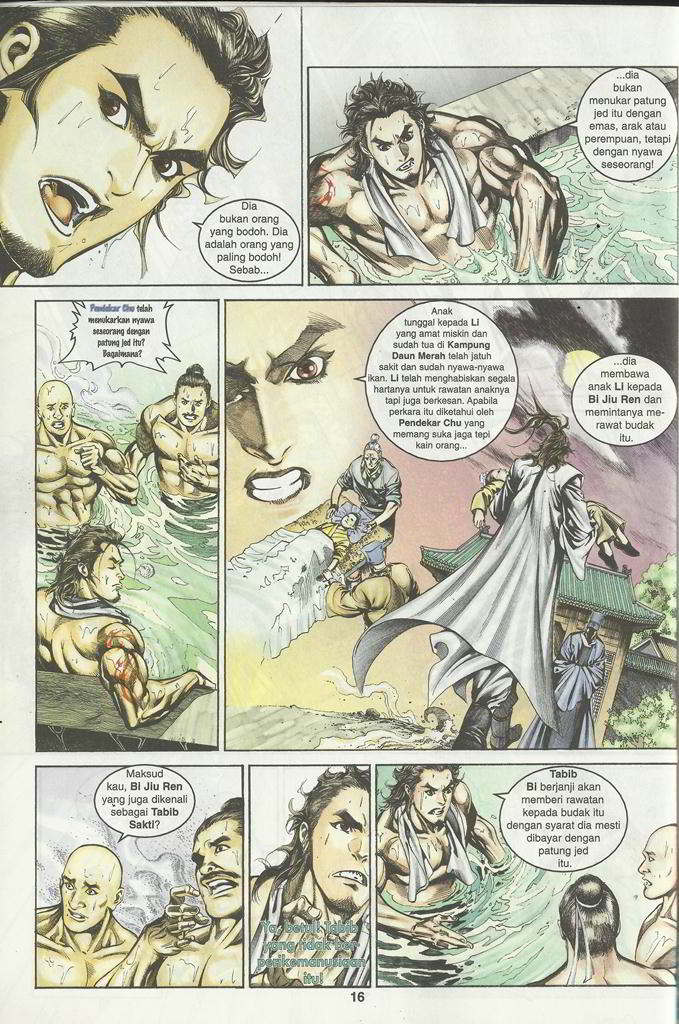 Dia
bukan orang
yang bodoh. Dia
adalah orang yang
paling bodoh!
Sebab...
...dia
bukan
menukar patung
jed itu dengan
emas, arak atau
perempuan, tetapi
dengan nyawa
seseorang!
Pendekar Chu telah
menukarkan nyawa
seseorang dengan
patung jed itu?
Bagaimana?
Anak
tunggal kepada Li
yang amat miskin dan
sudah tua di Kampung
Daun Merah telah jatuh
sakit dan sudah nyawa-nyawa
ikan. Li telah menghabiskan segala
hartanya untuk rawatan anaknya
tapi juga berkesan. Apabila
perkara itu diketahui oleh
Pendekar Chu yang
memang suka jaga tepi
kain orang...
...dia
membawa
anak Li kepada
Bi Jiu Ren dan
memintanya me-
rawat budak
itu.
Maksud
kau, Bi Jiu Ren
yang juga dikenali
sebagai Tabib
Sakti?
Ya, betul! Tabib
yang tidak ber-
perikemanusiaan
itu!
Tabib
Bi berjanji akan
memberi rawatan
kepada budak itu
dengan syarat dia mesti
dibayar dengan
patung jed
itu.
16